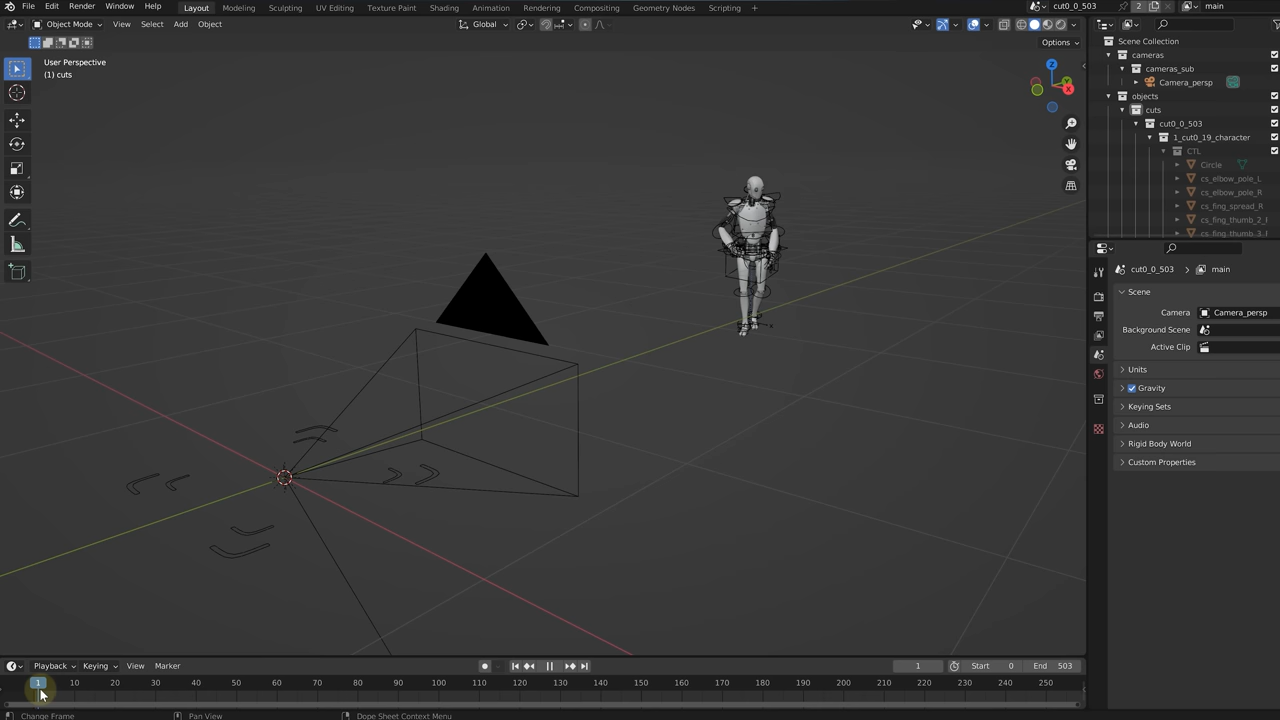 File Edit Render Window Help Layout Modeling Sculpting UV Editing Texture Paint Shading Animation Rendering Compositing Geometry Nodes Scripting + cut0_0_503 2 main
Object Mode View Select Add Object Global
Options
User Perspective
(1) cuts
Z
Y
X
Scene Collection
cameras
cameras_sub
Camera_persp
objects
cuts
cut0_0_503
1_cut0_19_character
CTL
Circle
cs_elbow_pole_L
cs_elbow_pole_R
cs_fing_spread_R
cs_fing_thumb_2_
cs_fing_thumb_3_
cut0_0_503 > main
Scene
Camera Camera_persp
Background Scene
Active Clip
Units
Gravity
Keying Sets
Audio
Rigid Body World
Custom Properties
Playback Keying View Marker 1 Start 0 End 503
1 10 20 30 40 50 60 70 80 90 100 110 120 130 140 150 160 170 180 190 200 210 220 230 240 250
Change Frame Pan View Dope Sheet Context Menu